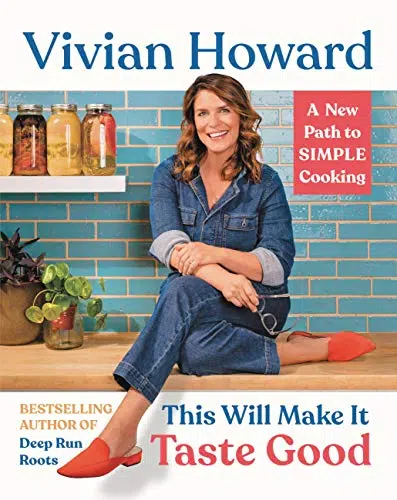 Vivian Howard
A New
Path to
SIMPLE
Cooking
BESTSELLING
AUTHOR OF
Deep Run
Roots
This Will Make It
Taste Good